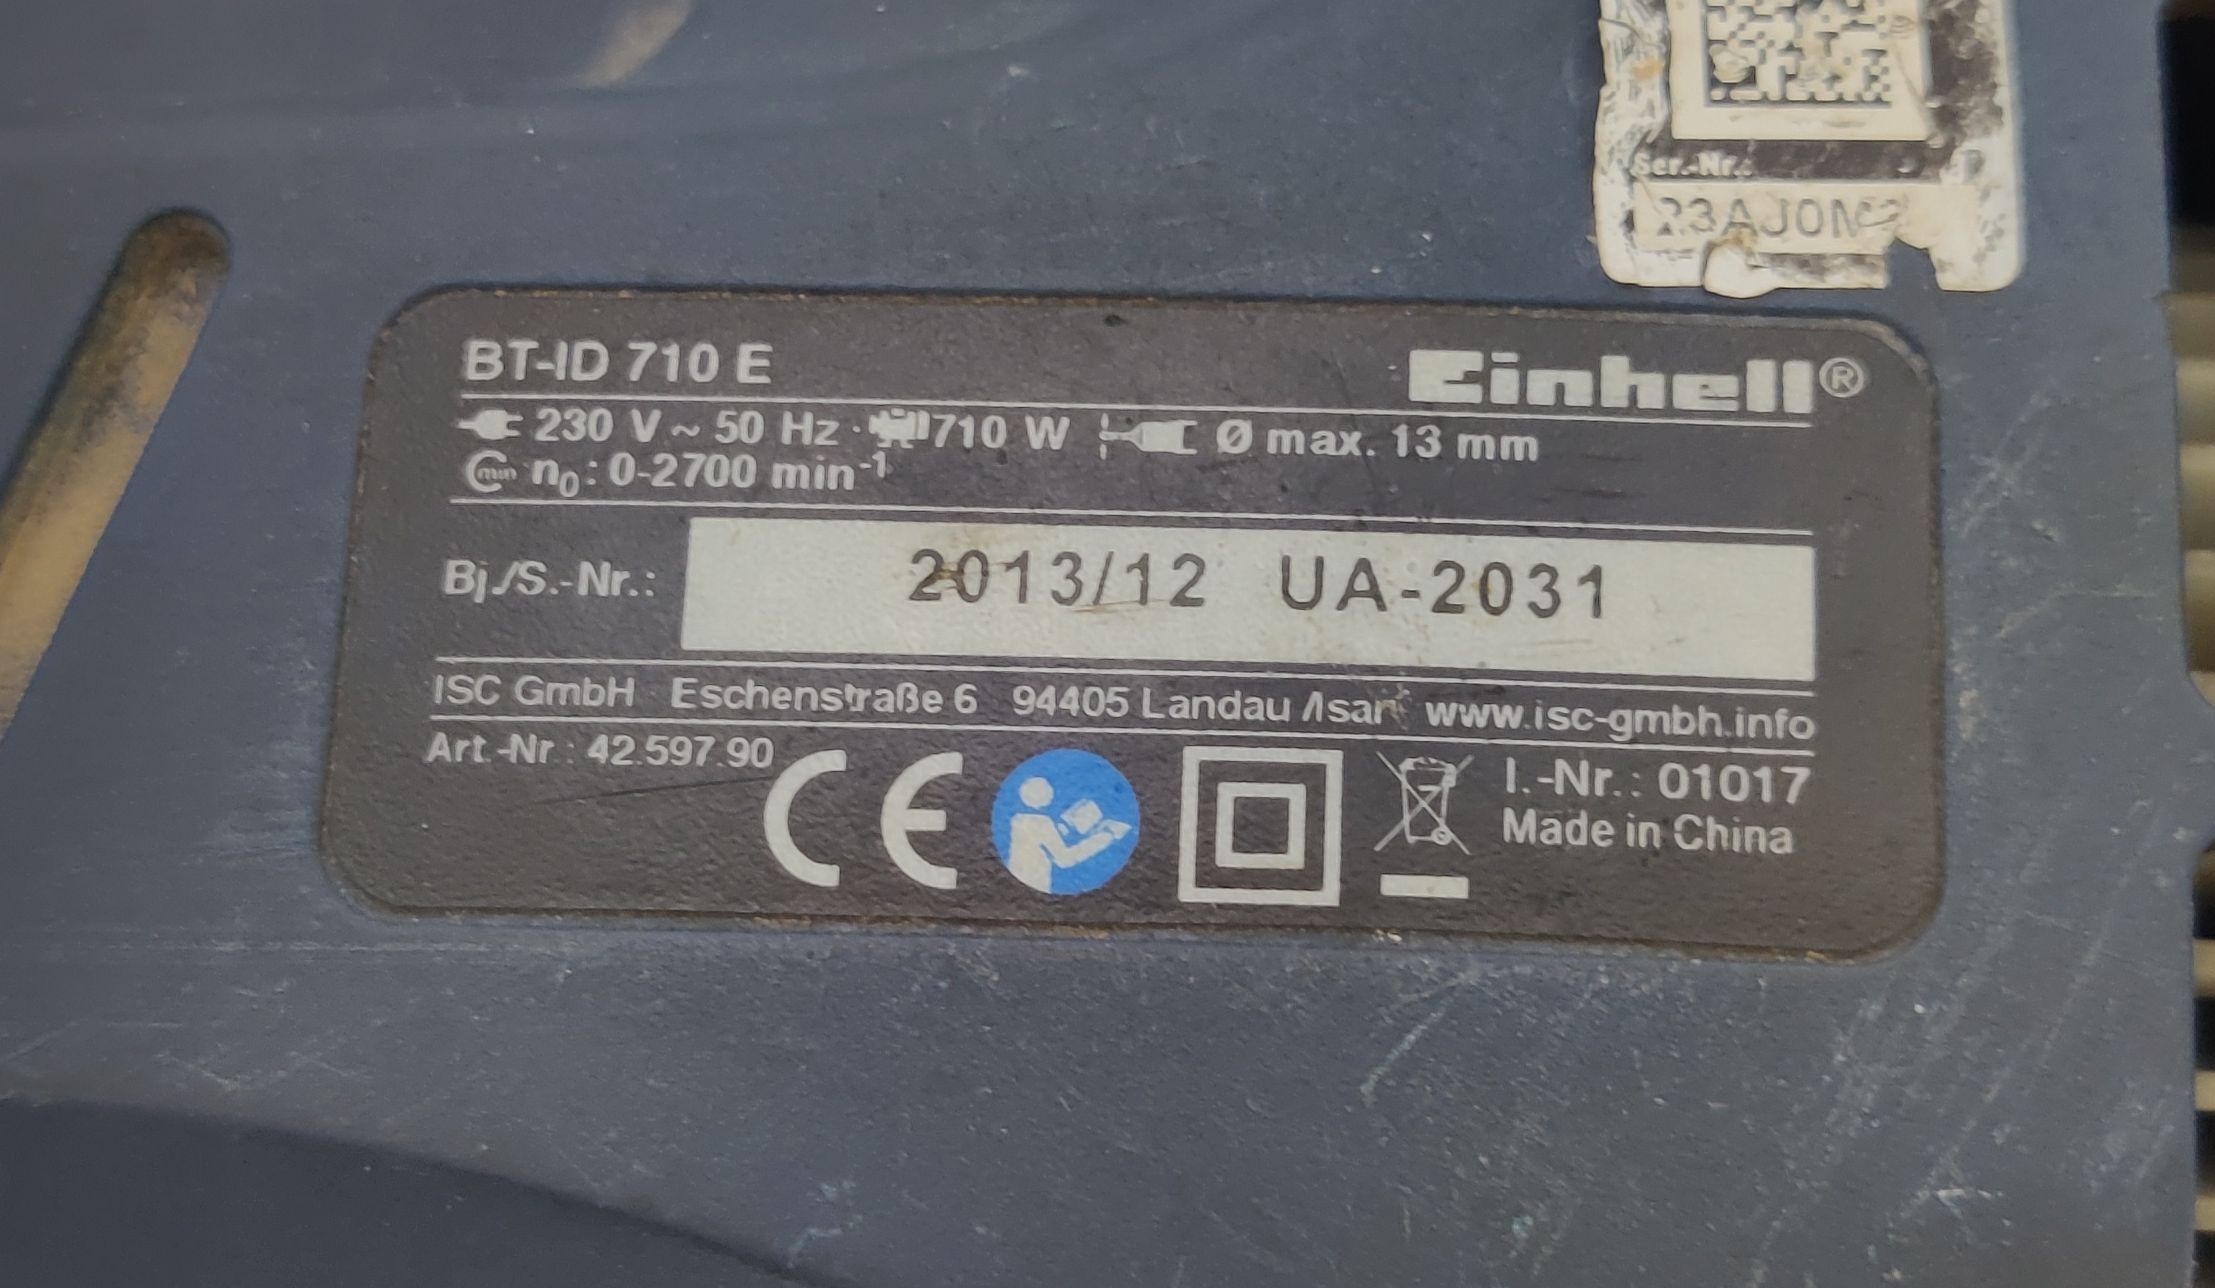 Ser.-Nr.:
BT-ID 710 E
Einhell®
230 V ~ 50 Hz · 710 W Ø max. 13 mm
min n₀: 0-2700 min⁻¹
Bj./S.-Nr.: 2013/12 UA-2031
ISC GmbH · Eschenstraße 6 94405 Landau /Isar www.isc-gmbh.info
Art.-Nr.: 42.597.90
CE
I.-Nr.: 01017
Made in China